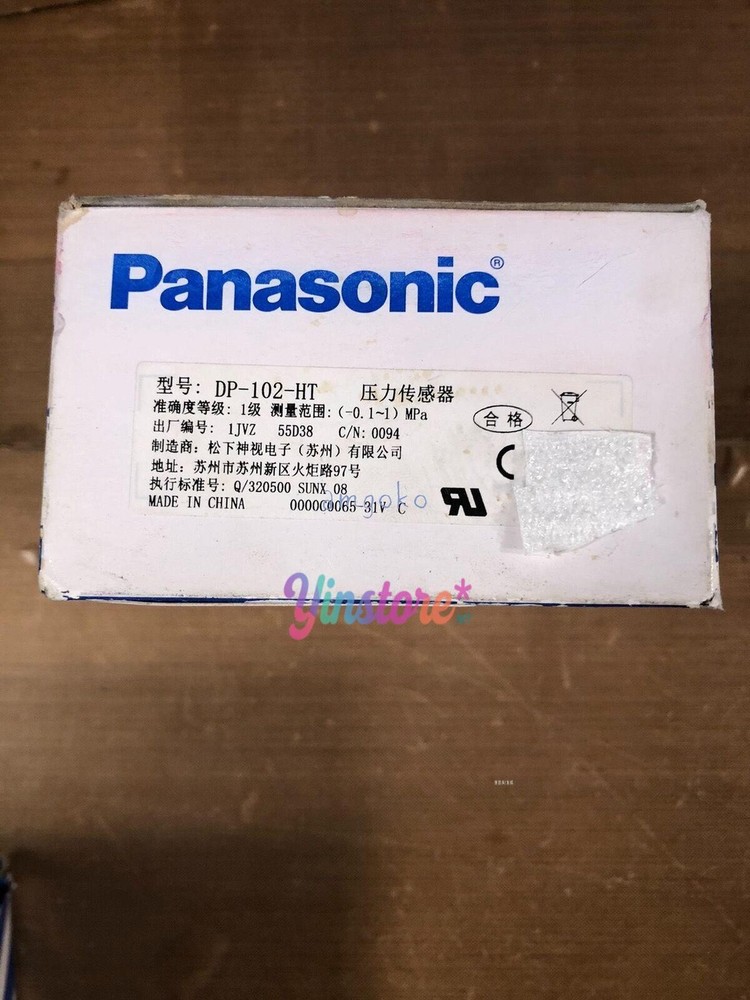 Panasonic®
型号: DP-102-HT 压力传感器
准确度等级: 1级 测量范围: (-0.1~1) MPa
出厂编号: 1JVZ 55D38 C/N: 0094
合格
制造商: 松下神视电子 (苏州) 有限公司
地址: 苏州市苏州新区火炬路97号
执行标准号: Q/320500 SUNX 08
MADE IN CHINA 0000C0065-31V C
amgoko
Yinstore*